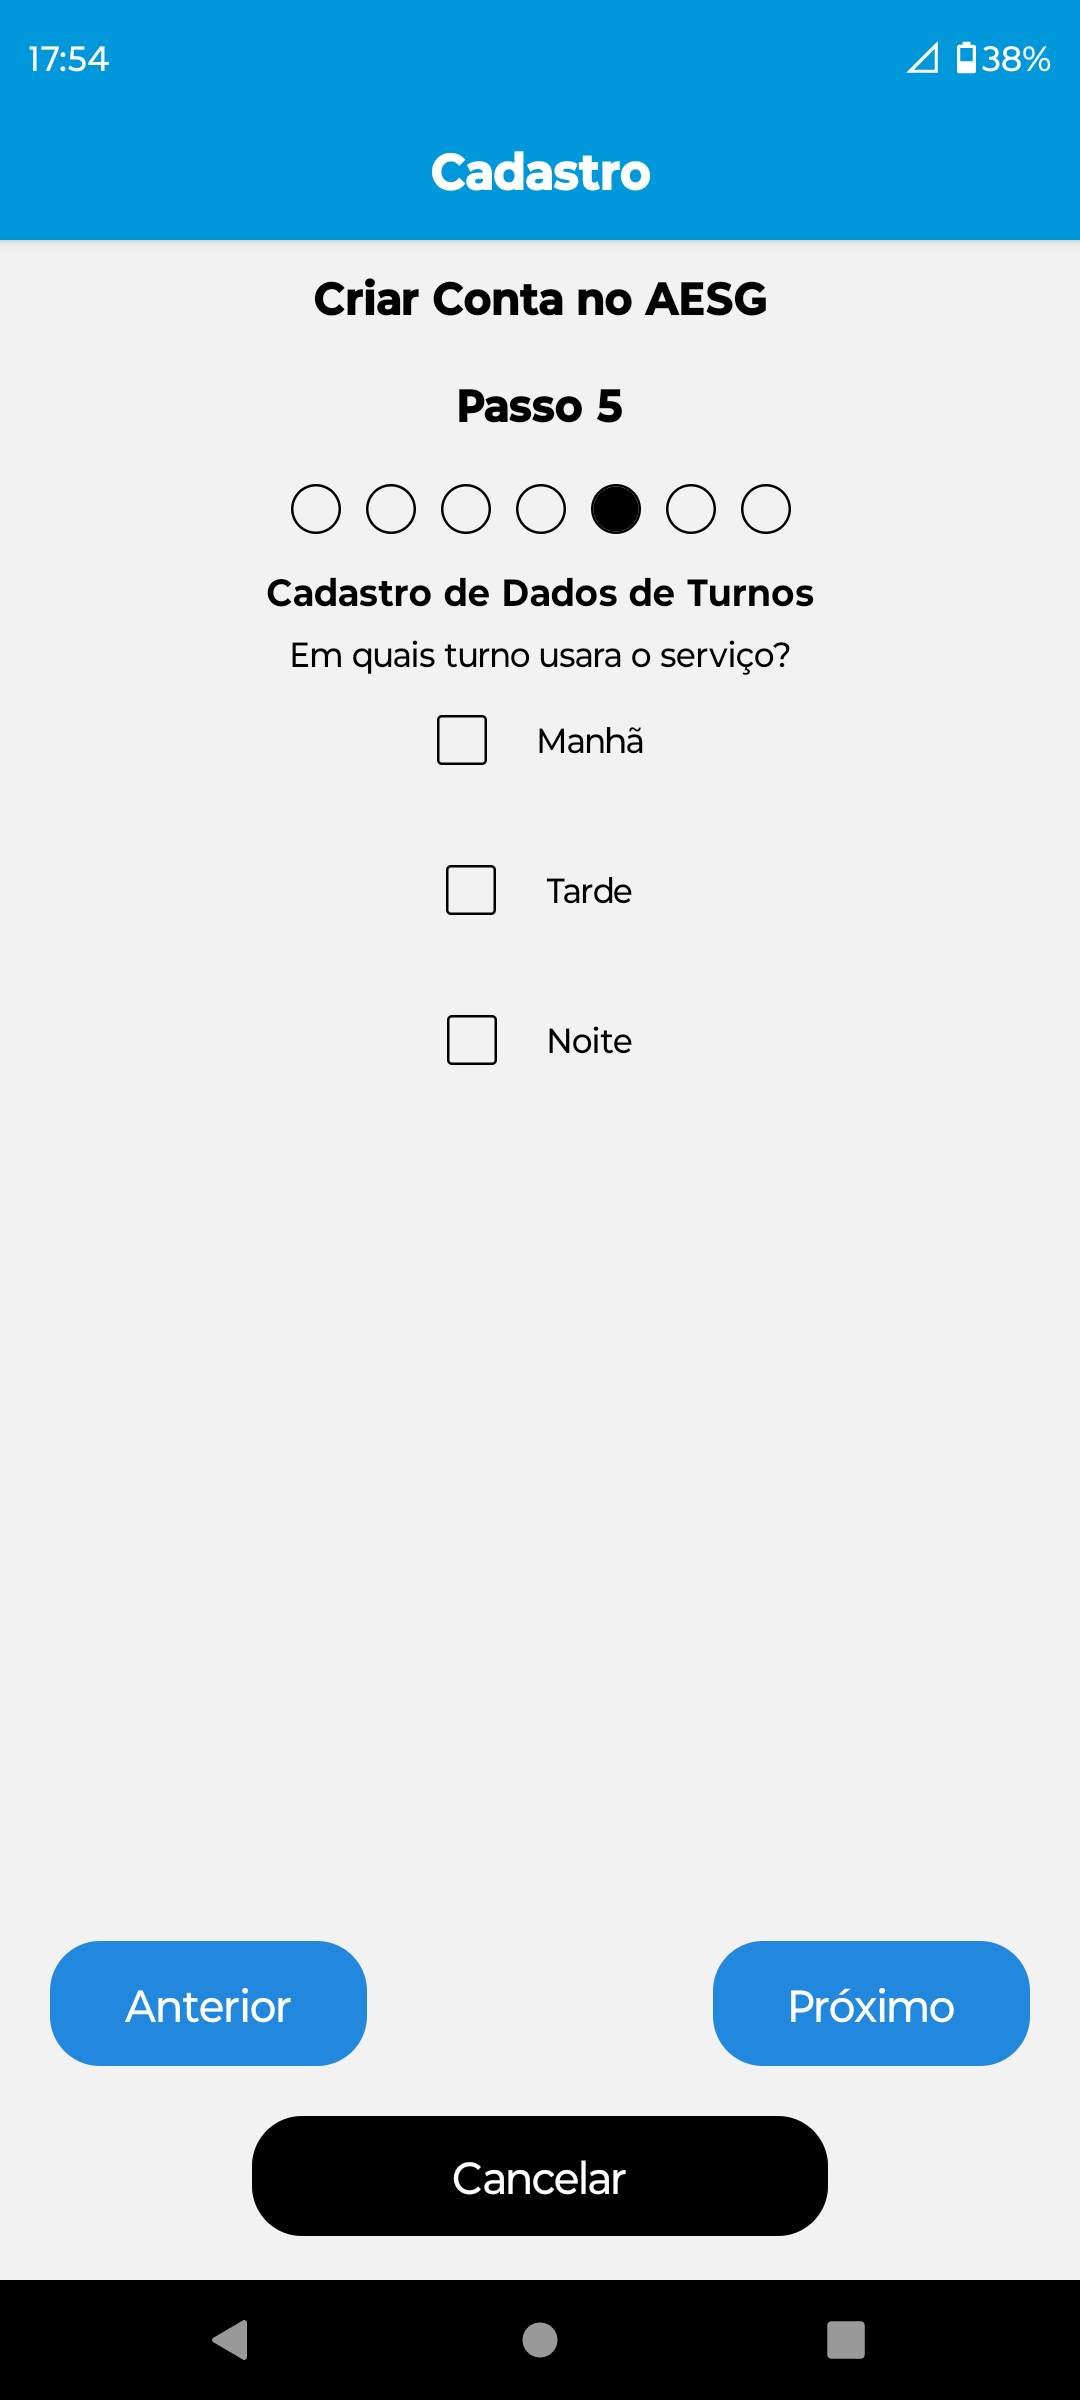 17:54 38%
Cadastro
Criar Conta no AESG
Passo 5
Cadastro de Dados de Turnos
Em quais turno usara o serviço?
Manhã
Tarde
Noite
Anterior Próximo
Cancelar